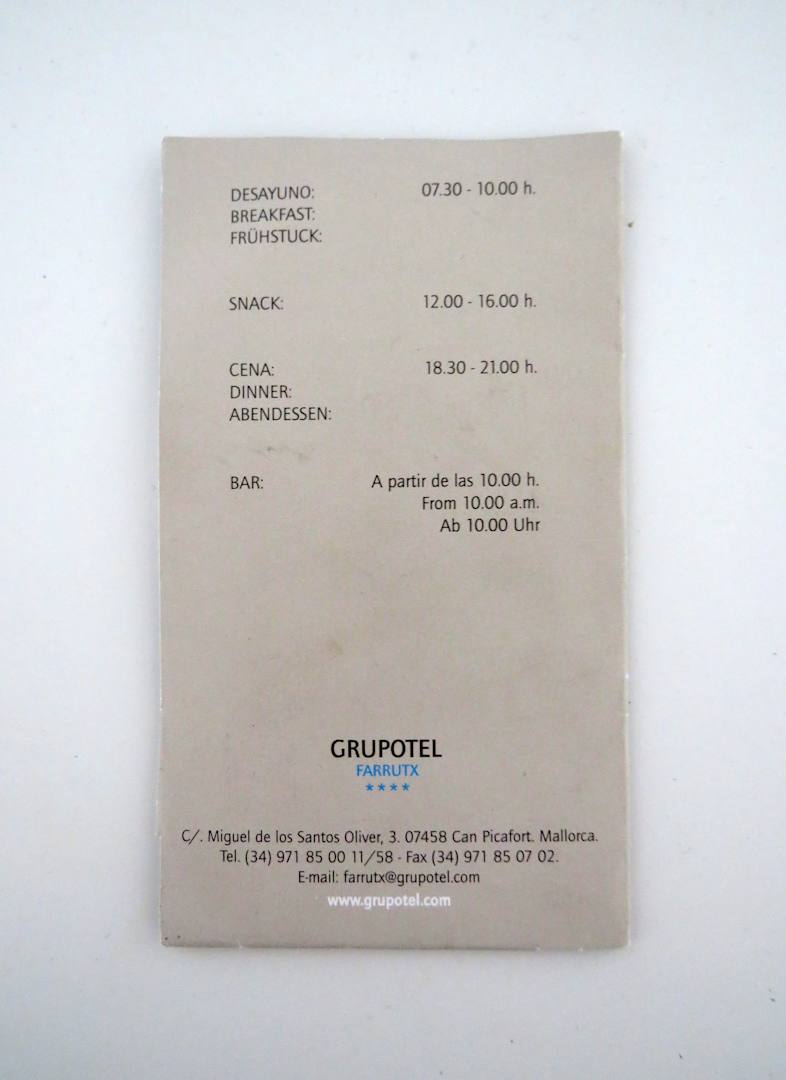 DESAYUNO: 07.30 - 10.00 h.
BREAKFAST:
FRÜHSTUCK:
SNACK: 12.00 - 16.00 h.
CENA: 18.30 - 21.00 h.
DINNER:
ABENDESSEN:
BAR: A partir de las 10.00 h.
From 10.00 a.m.
Ab 10.00 Uhr
GRUPOTEL
FARRUTX
★★★★
C/. Miguel de los Santos Oliver, 3. 07458 Can Picafort. Mallorca.
Tel. (34) 971 85 00 11/58 - Fax (34) 971 85 07 02.
E-mail: farrutx@grupotel.com
www.grupotel.com